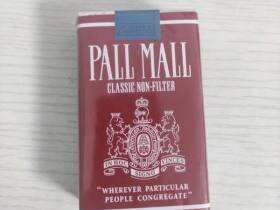 PALL MALL
CLASSIC NON-FILTER
IN HOC
SIGNO
VINCES
"WHEREVER PARTICULAR
PEOPLE CONGREGATE"